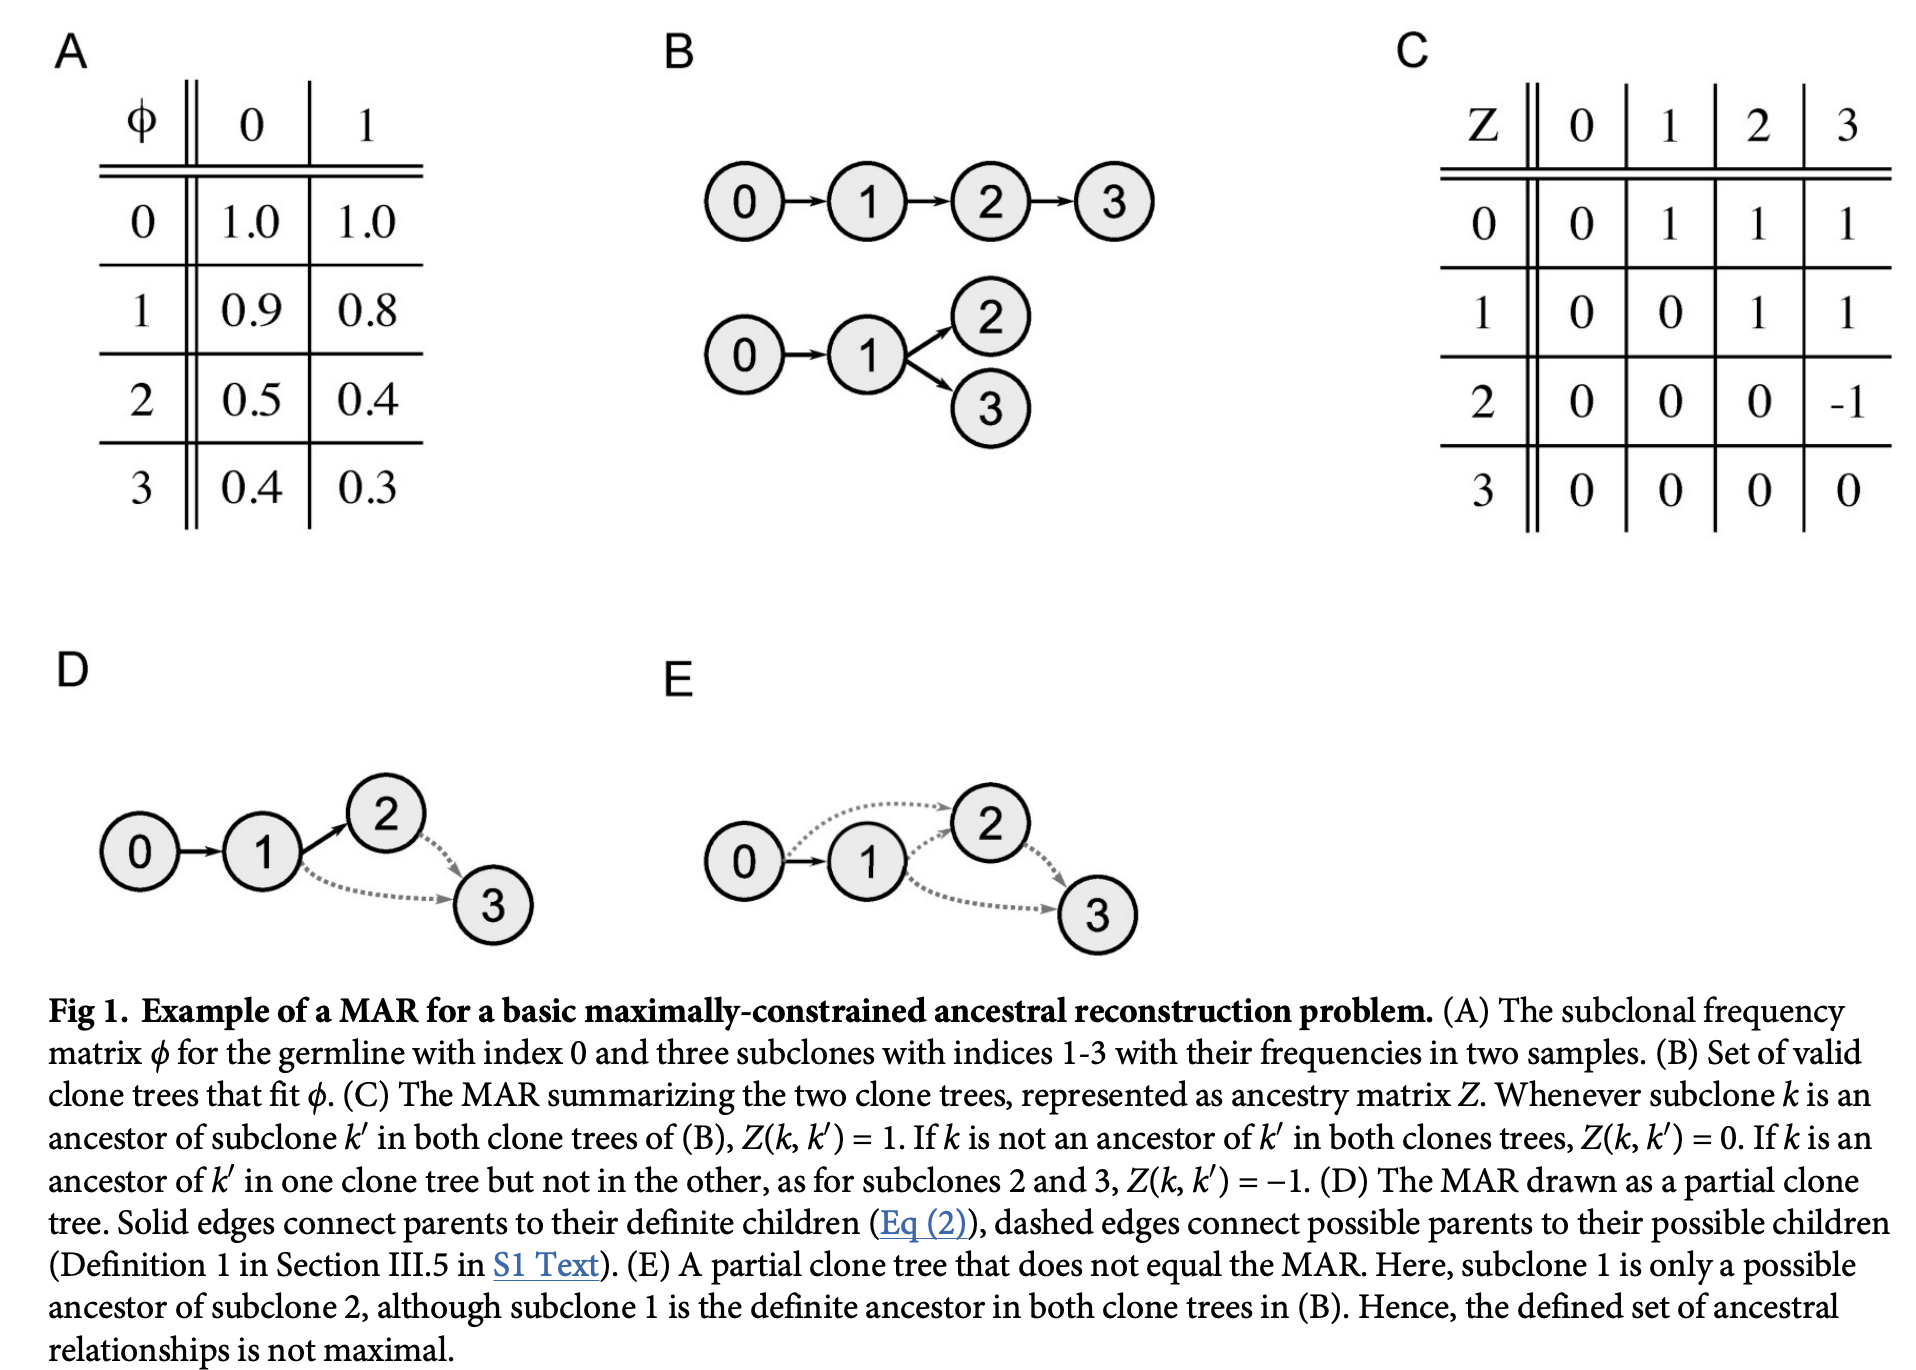 A
ϕ 0 1
0 1.0 1.0
1 0.9 0.8
2 0.5 0.4
3 0.4 0.3
B
0 1 2 3
0 1 2
3
C
Z 0 1 2 3
0 0 1 1 1
1 0 0 1 1
2 0 0 0 -1
3 0 0 0 0
D
0 1 2
3
E
0 1 2
3
Fig 1. Example of a MAR for a basic maximally-constrained ancestral reconstruction problem. (A) The subclonal frequency
matrix ϕ for the germline with index 0 and three subclones with indices 1-3 with their frequencies in two samples. (B) Set of valid
clone trees that fit ϕ. (C) The MAR summarizing the two clone trees, represented as ancestry matrix Z. Whenever subclone k is an
ancestor of subclone k′ in both clone trees of (B), Z(k, k′) = 1. If k is not an ancestor of k′ in both clones trees, Z(k, k′) = 0. If k is an
ancestor of k′ in one clone tree but not in the other, as for subclones 2 and 3, Z(k, k′) = −1. (D) The MAR drawn as a partial clone
tree. Solid edges connect parents to their definite children (Eq (2)), dashed edges connect possible parents to their possible children
(Definition 1 in Section III.5 in S1 Text). (E) A partial clone tree that does not equal the MAR. Here, subclone 1 is only a possible
ancestor of subclone 2, although subclone 1 is the definite ancestor in both clone trees in (B). Hence, the defined set of ancestral
relationships is not maximal.